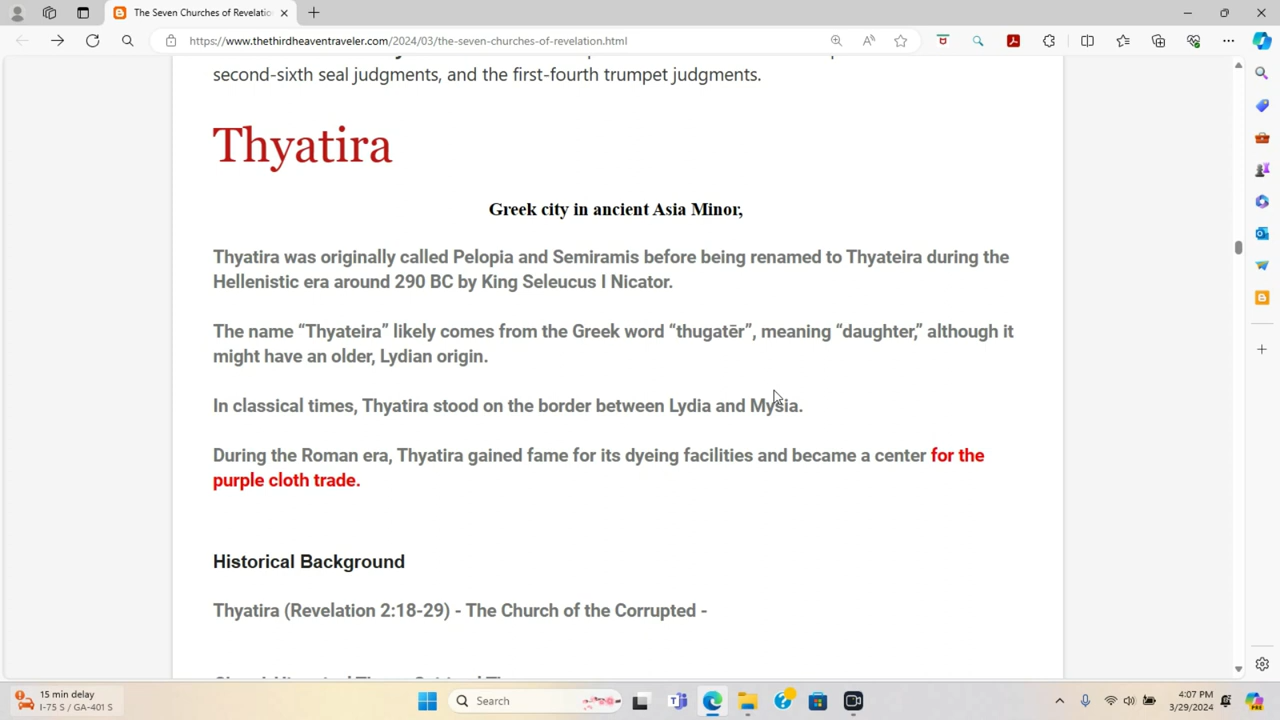 The Seven Churches of Revelatio
https://www.thethirdheaventraveler.com/2024/03/the-seven-churches-of-revelation.html
second-sixth seal judgments, and the first-fourth trumpet judgments.
Thyatira
Greek city in ancient Asia Minor,
Thyatira was originally called Pelopia and Semiramis before being renamed to Thyateira during the
Hellenistic era around 290 BC by King Seleucus I Nicator.
The name “Thyateira” likely comes from the Greek word “thugatēr”, meaning “daughter,” although it
might have an older, Lydian origin.
In classical times, Thyatira stood on the border between Lydia and Mysia.
During the Roman era, Thyatira gained fame for its dyeing facilities and became a center for the
purple cloth trade.
Historical Background
Thyatira (Revelation 2:18-29) - The Church of the Corrupted -
15 min delay
I-75 S / GA-401 S
Search
4:07 PM
3/29/2024